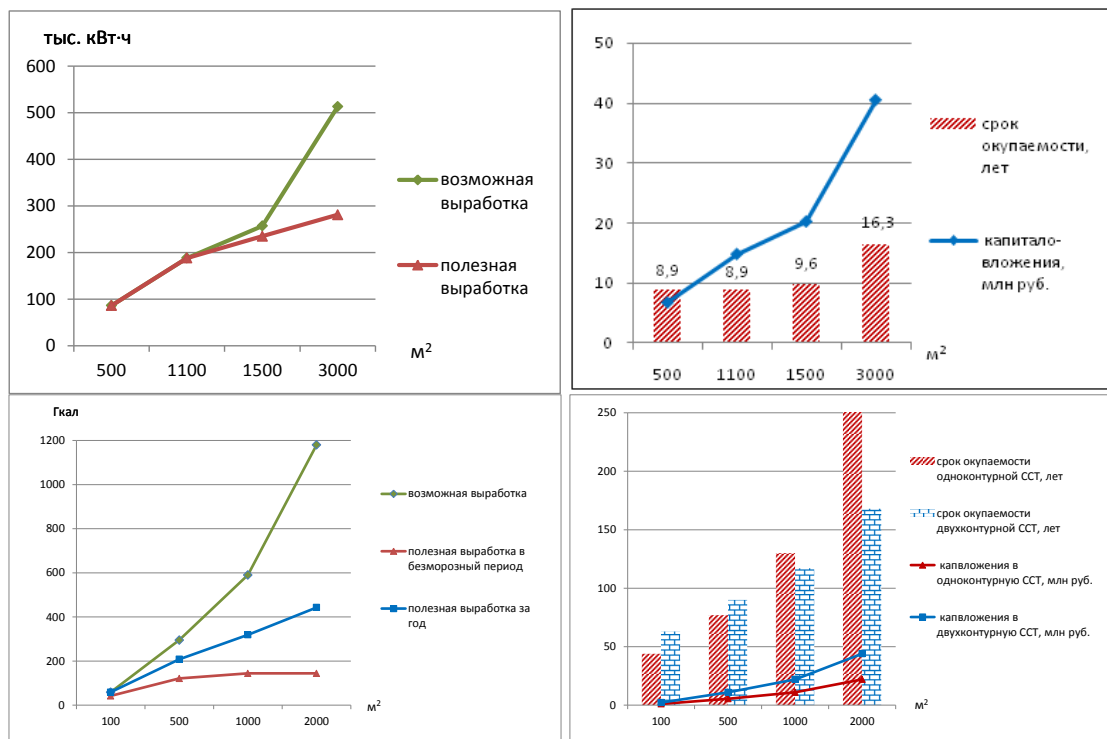 тыс. кВт·ч
600
500
400
300
200
100
0
500 1100 1500 3000
м²
возможная
выработка
полезная
выработка
50
40
30
20
10
0
8,9 8,9 9,6 16,3
500 1100 1500 3000
м²
срок
окупаемости,
лет
капитало-
вложения,
млн руб.
Гкал
1200
1000
800
600
400
200
0
100 500 1000 2000
м²
возможная выработка
полезная выработка в
безморозный период
полезная выработка за
год
250
200
150
100
50
0
100 500 1000 2000
м²
срок окупаемости
одноконтурной ССТ, лет
срок окупаемости
двухконтурной ССТ, лет
капвложения в
одноконтурную ССТ, млн руб.
капвложения в
двухконтурную ССТ, млн руб.